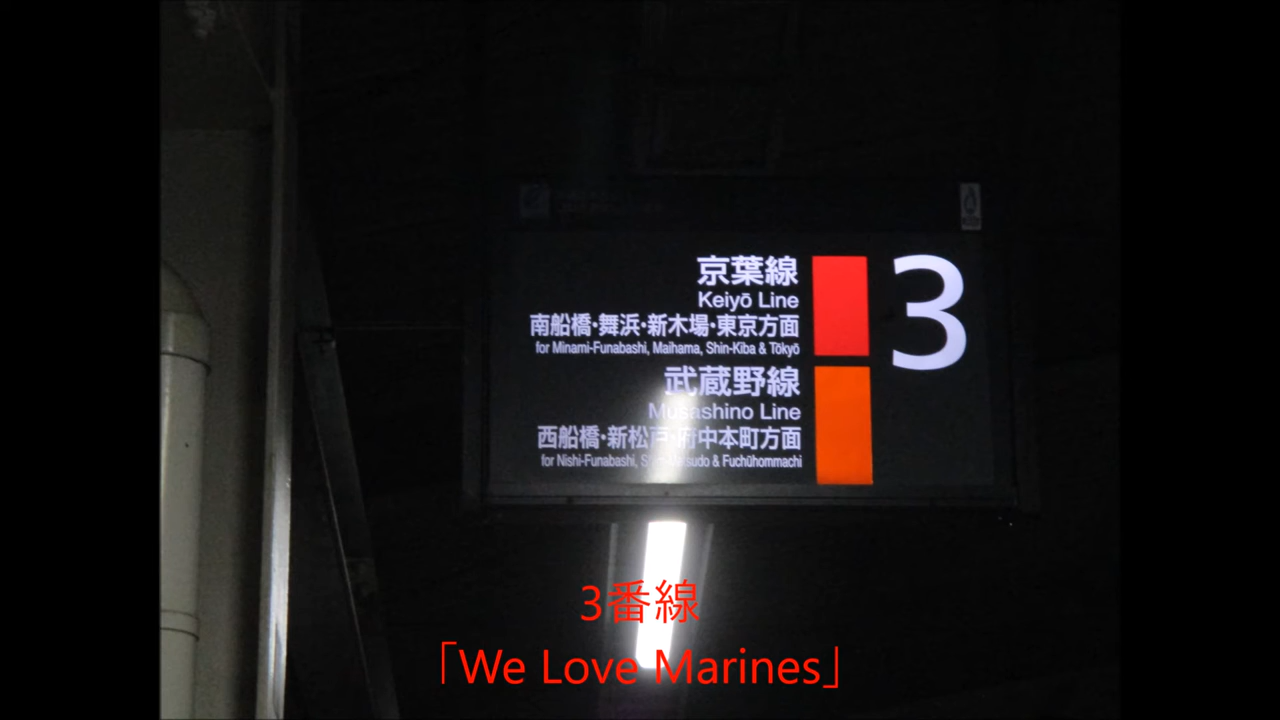 京葉線
Keiyō Line
南船橋・舞浜・新木場・東京方面
for Minami-Funabashi, Maihama, Shin-Kiba & Tōkyō
3
武蔵野線
Musashino Line
西船橋・新松戸・府中本町方面
for Nishi-Funabashi, Shin-Matsudo & Fuchūhommachi
3番線
「We Love Marines」